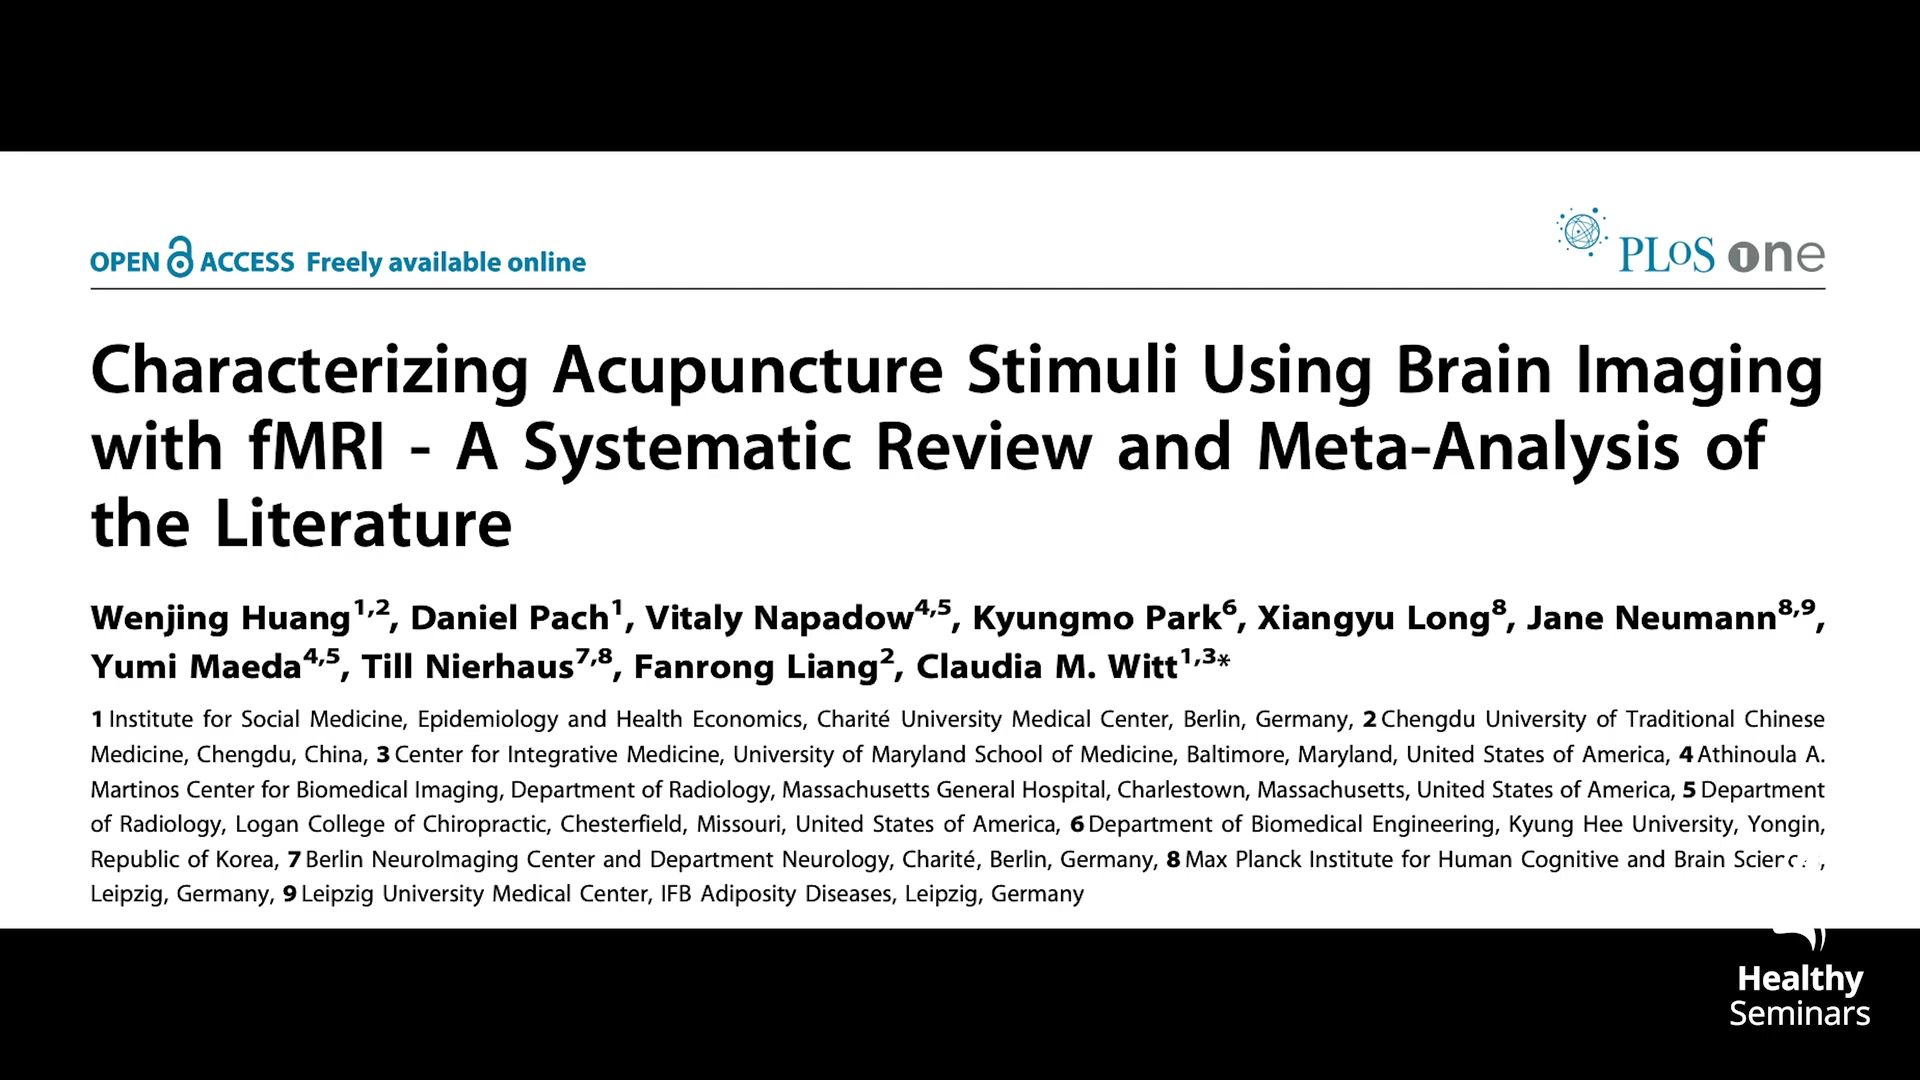 OPEN ACCESS Freely available online
PLoS one
Characterizing Acupuncture Stimuli Using Brain Imaging
with fMRI - A Systematic Review and Meta-Analysis of
the Literature
Wenjing Huang1,2, Daniel Pach1, Vitaly Napadow4,5, Kyungmo Park6, Xiangyu Long8, Jane Neumann8,9,
Yumi Maeda4,5, Till Nierhaus7,8, Fanrong Liang2, Claudia M. Witt1,3*
1 Institute for Social Medicine, Epidemiology and Health Economics, Charité University Medical Center, Berlin, Germany, 2 Chengdu University of Traditional Chinese
Medicine, Chengdu, China, 3 Center for Integrative Medicine, University of Maryland School of Medicine, Baltimore, Maryland, United States of America, 4 Athinoula A.
Martinos Center for Biomedical Imaging, Department of Radiology, Massachusetts General Hospital, Charlestown, Massachusetts, United States of America, 5 Department
of Radiology, Logan College of Chiropractic, Chesterfield, Missouri, United States of America, 6 Department of Biomedical Engineering, Kyung Hee University, Yongin,
Republic of Korea, 7 Berlin NeuroImaging Center and Department Neurology, Charité, Berlin, Germany, 8 Max Planck Institute for Human Cognitive and Brain
Leipzig, Germany, 9 Leipzig University Medical Center, IFB Adiposity Diseases, Leipzig, Germany
Healthy
Seminars